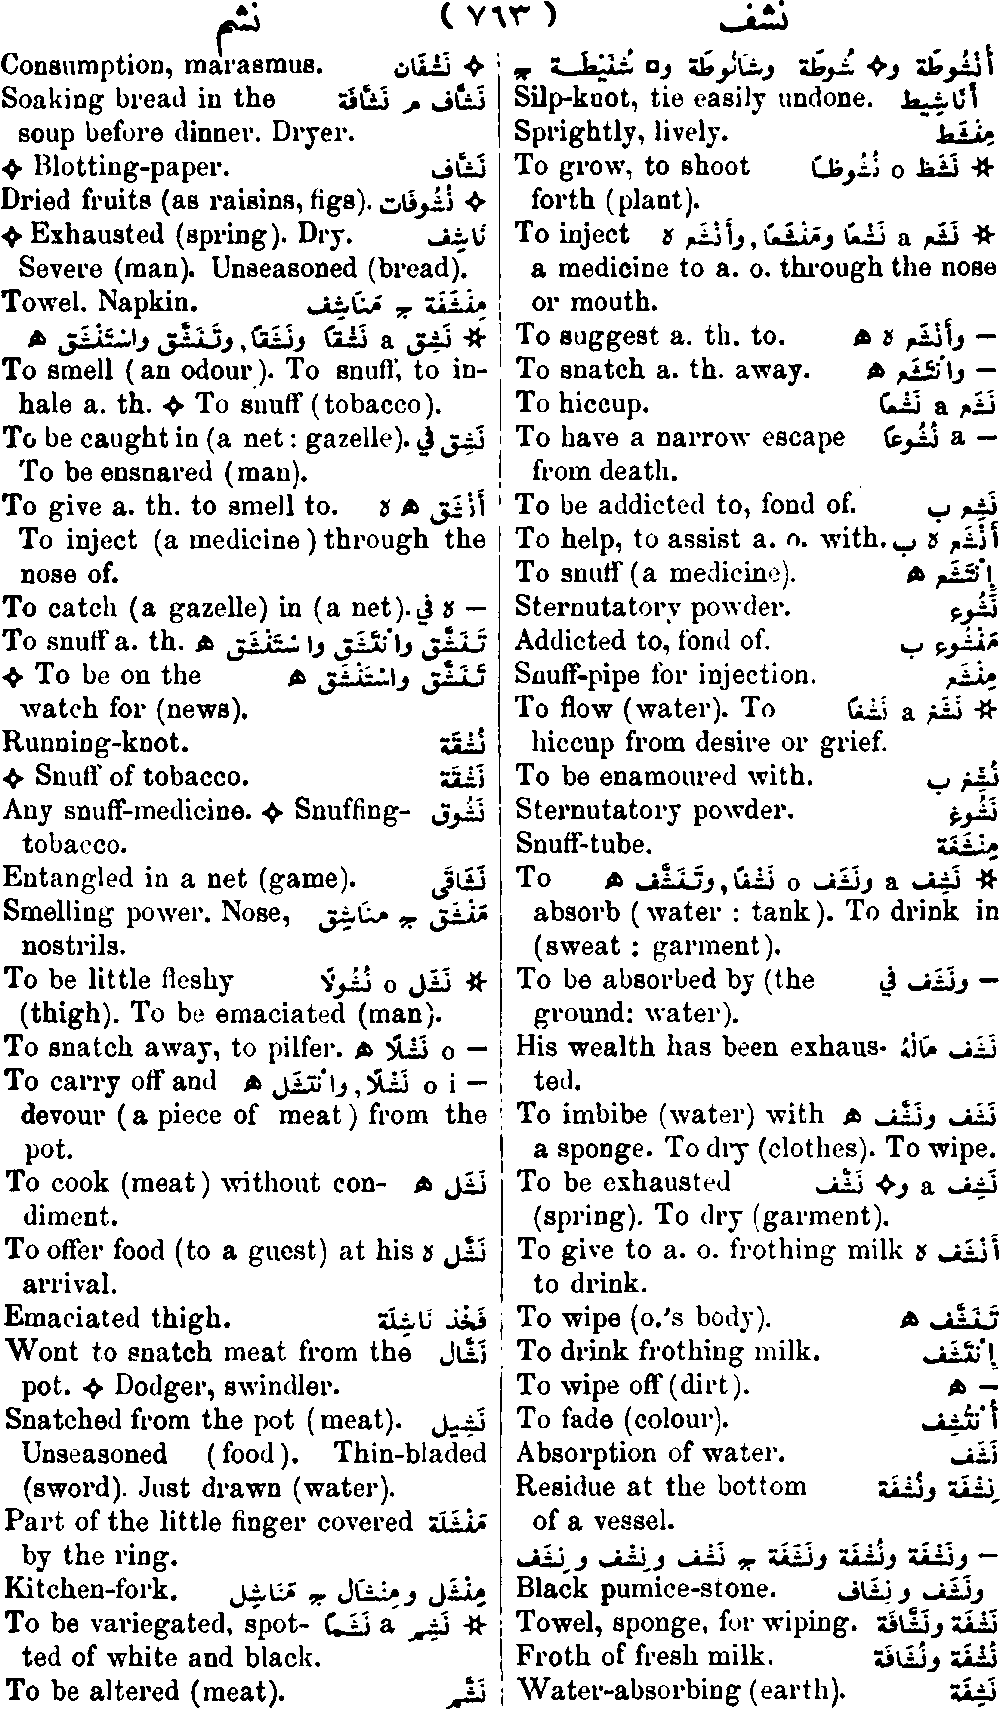 نشف ( ٧٦٣ ) نشم
أُنْشُوطَة و✧ شُوطَة وشَانُوطَة و□ شُنَيْطَة ج
Slip-knot, tie easily undone. أَنَاشِيط
Sprightly, lively. مِنْشَط
To grow, to shoot ✲ نَشَظ o نُشُوظًا
forth (plant).
To inject ✲ نَشَع a نَشْعًا ومَنْشَعًا, وأَنْشَع ٧
a medicine to a. o. through the nose
or mouth.
To suggest a. th. to. – وأَنْشَع ٧ ه
To snatch a. th. away. – وانْتَشَع ه
To hiccup. نَشَع a نَشْعًا
To have a narrow escape – a نُشُوعًا
from death.
To be addicted to, fond of. نُشِع ب
To help, to assist a. o. with. أَنْشَع ٧ ب
To snuff (a medicine). إِنْتَشَع ه
Sternutatory powder. نَشُوع
Addicted to, fond of. مَنْشُوع ب
Snuff-pipe for injection. مِنْشَع
To flow (water). To ✲ نَشَغ a نَشْغًا
hiccup from desire or grief.
To be enamoured with. نُشِغ ب
Sternutatory powder. نَشُوغ
Snuff-tube. مِنْشَغَة
To ✲ نَشِف a ونَشَف o نَشْفًا, وتَنَشَّف ه
absorb (water : tank). To drink in
(sweat : garment).
To be absorbed by (the – ونَشَف في
ground: water).
His wealth has been exhaus- نَشَف مَالُهُ
ted.
To imbibe (water) with نَشَف ونَشَّف ه
a sponge. To dry (clothes). To wipe.
To be exhausted نَشِف a و✧ نَشَّف
(spring). To dry (garment).
To give to a. o. frothing milk أَنْشَف ٧
to drink.
To wipe (o.'s body). تَنَشَّف ه
To drink frothing milk. إِنْتَشَف
To wipe off (dirt). – ه
To fade (colour). أُنْتُشِف
Absorption of water. نَشَف
Residue at the bottom نِشْفَة ونُشْفَة
of a vessel.
– ونَشْفَة ونُشْفَة ونَشَفَة ج نَشْف ونِشْف ونِشَف
Black pumice-stone. ونَشَف ونِشَاف
Towel, sponge, for wiping. نَشْفَة ونَشَّافَة
Froth of fresh milk. نُشْفَة ونُشَافَة
Water-absorbing (earth). نَشِفَة
Consumption, marasmus. ✧ نَشَفَان
Soaking bread in the نَشَّاف م نَشَّافَة
soup before dinner. Dryer.
✧ Blotting-paper. نَشَّاف
Dried fruits (as raisins, figs). ✧ نُشُوفَات
✧ Exhausted (spring). Dry. نَاشِف
Severe (man). Unseasoned (bread).
Towel. Napkin. مِنْشَفَة ج مَنَاشِف
✲ نَشِق a نَشْقًا ونَشَقًا, وتَنَشَّق واسْتَنْشَق ه
To smell (an odour). To snuff, to in-
hale a. th. ✧ To snuff (tobacco).
To be caught in (a net : gazelle). نَشِق في
To be ensnared (man).
To give a. th. to smell to. أَنْشَق ه ٧
To inject (a medicine) through the
nose of.
To catch (a gazelle) in (a net). – ٧ في
To snuff a. th. تَنَشَّق وانْتَشَق واسْتَنْشَق ه
✧ To be on the تَنَشَّق واسْتَنْشَق ه
watch for (news).
Running-knot. نُشْقَة
✧ Snuff of tobacco. نَشْقَة
Any snuff-medicine. ✧ Snuffing- نَشُوق
tobacco.
Entangled in a net (game). نَشَاقَى
Smelling power. Nose, مَنْشَق ج مَنَاشِق
nostrils.
To be little fleshy ✲ نَشَل o نُشُولًا
(thigh). To be emaciated (man).
To snatch away, to pilfer. – o نَشْلًا ه
To carry off and – i o نَشْلًا, وانْتَشَل ه
devour (a piece of meat) from the
pot.
To cook (meat) without con- نَشَل ه
diment.
To offer food (to a guest) at his نَشَّل ٧
arrival.
Emaciated thigh. فَخْذ نَاشِلَة
Wont to snatch meat from the نَشَّال
pot. ✧ Dodger, swindler.
Snatched from the pot (meat). نَشِيل
Unseasoned (food). Thin-bladed
(sword). Just drawn (water).
Part of the little finger covered مَنْشَلَة
by the ring.
Kitchen-fork. مِنْشَل ومِنْشَال ج مَنَاشِل
To be variegated, spot- ✲ نَشِم a نَشَمًا
ted of white and black.
To be altered (meat). نَشَّم